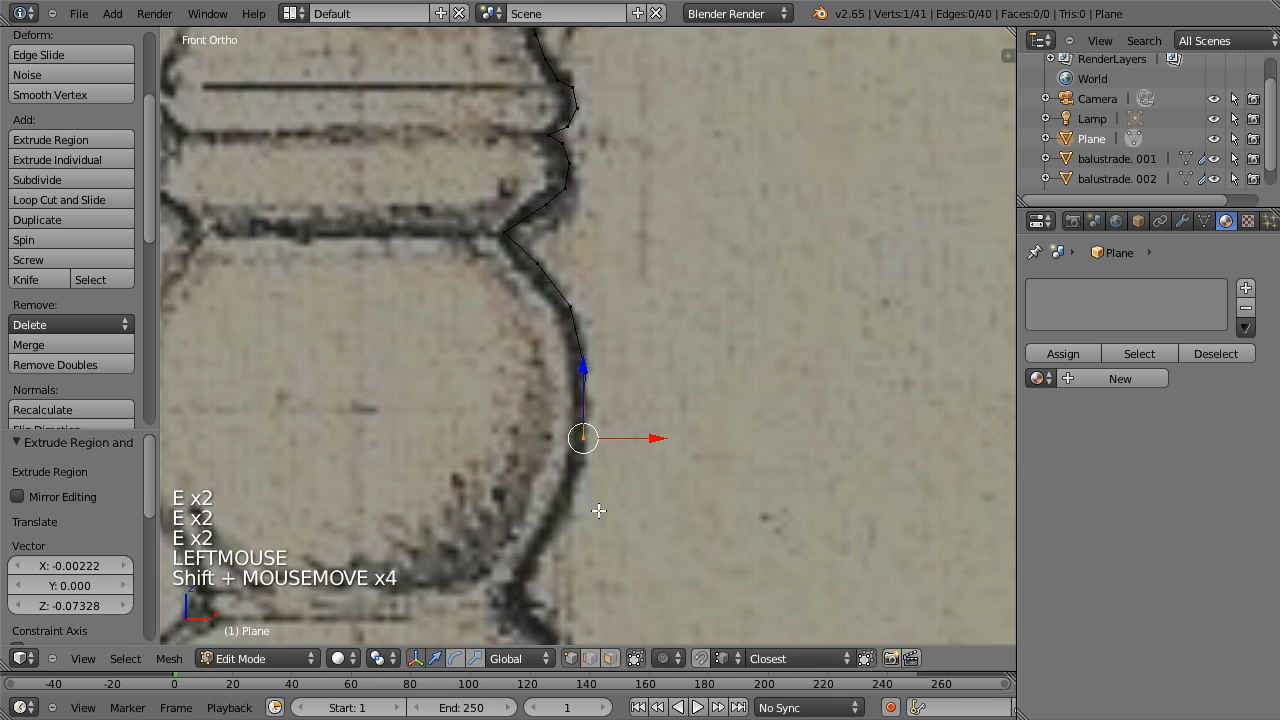 File Add Render Window Help Default Scene Blender Render v2.65 | Verts:1/41 | Edges:0/40 | Faces:0/0 | Tris:0 | Plane
Deform:
Edge Slide
Noise
Smooth Vertex
Add:
Extrude Region
Extrude Individual
Subdivide
Loop Cut and Slide
Duplicate
Spin
Screw
Knife Select
Remove:
Delete
Merge
Remove Doubles
Normals:
Recalculate
Extrude Region and
Extrude Region
Mirror Editing
Translate
Vector
X: -0.00222
Y: 0.000
Z: -0.07328
Constraint Axis
Front Ortho
E x2
E x2
E x2
LEFTMOUSE
Shift + MOUSEMOVE x4
(1) Plane
View Search All Scenes
RenderLayers
World
Camera
Lamp
Plane
balustrade. 001
balustrade. 002
Plane
Assign Select Deselect
New
View Select Mesh Edit Mode Global Closest
-40 -20 0 20 40 60 80 100 120 140 160 180 200 220 240 260
View Marker Frame Playback Start: 1 End: 250 1 No Sync